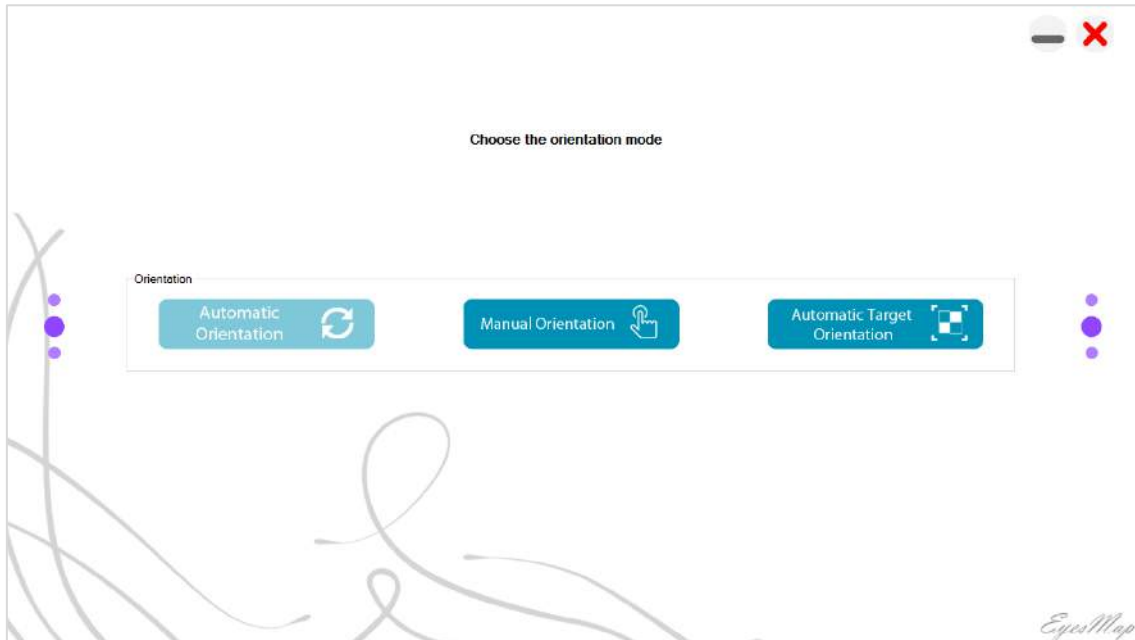 Choose the orientation mode
Orientation
Automatic
Orientation
Manual Orientation
Automatic Target
Orientation
EyesMap